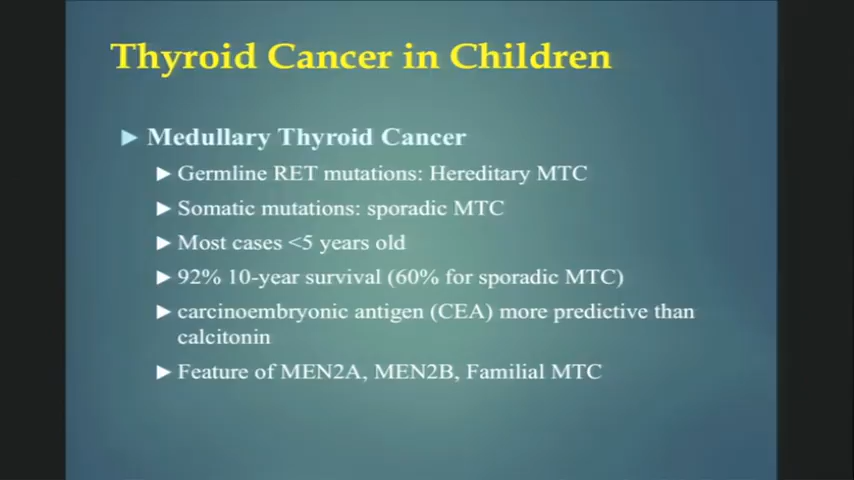 Thyroid Cancer in Children
Medullary Thyroid Cancer
Germline RET mutations: Hereditary MTC
Somatic mutations: sporadic MTC
Most cases <5 years old
92% 10-year survival (60% for sporadic MTC)
carcinoembryonic antigen (CEA) more predictive than
calcitonin
Feature of MEN2A, MEN2B, Familial MTC